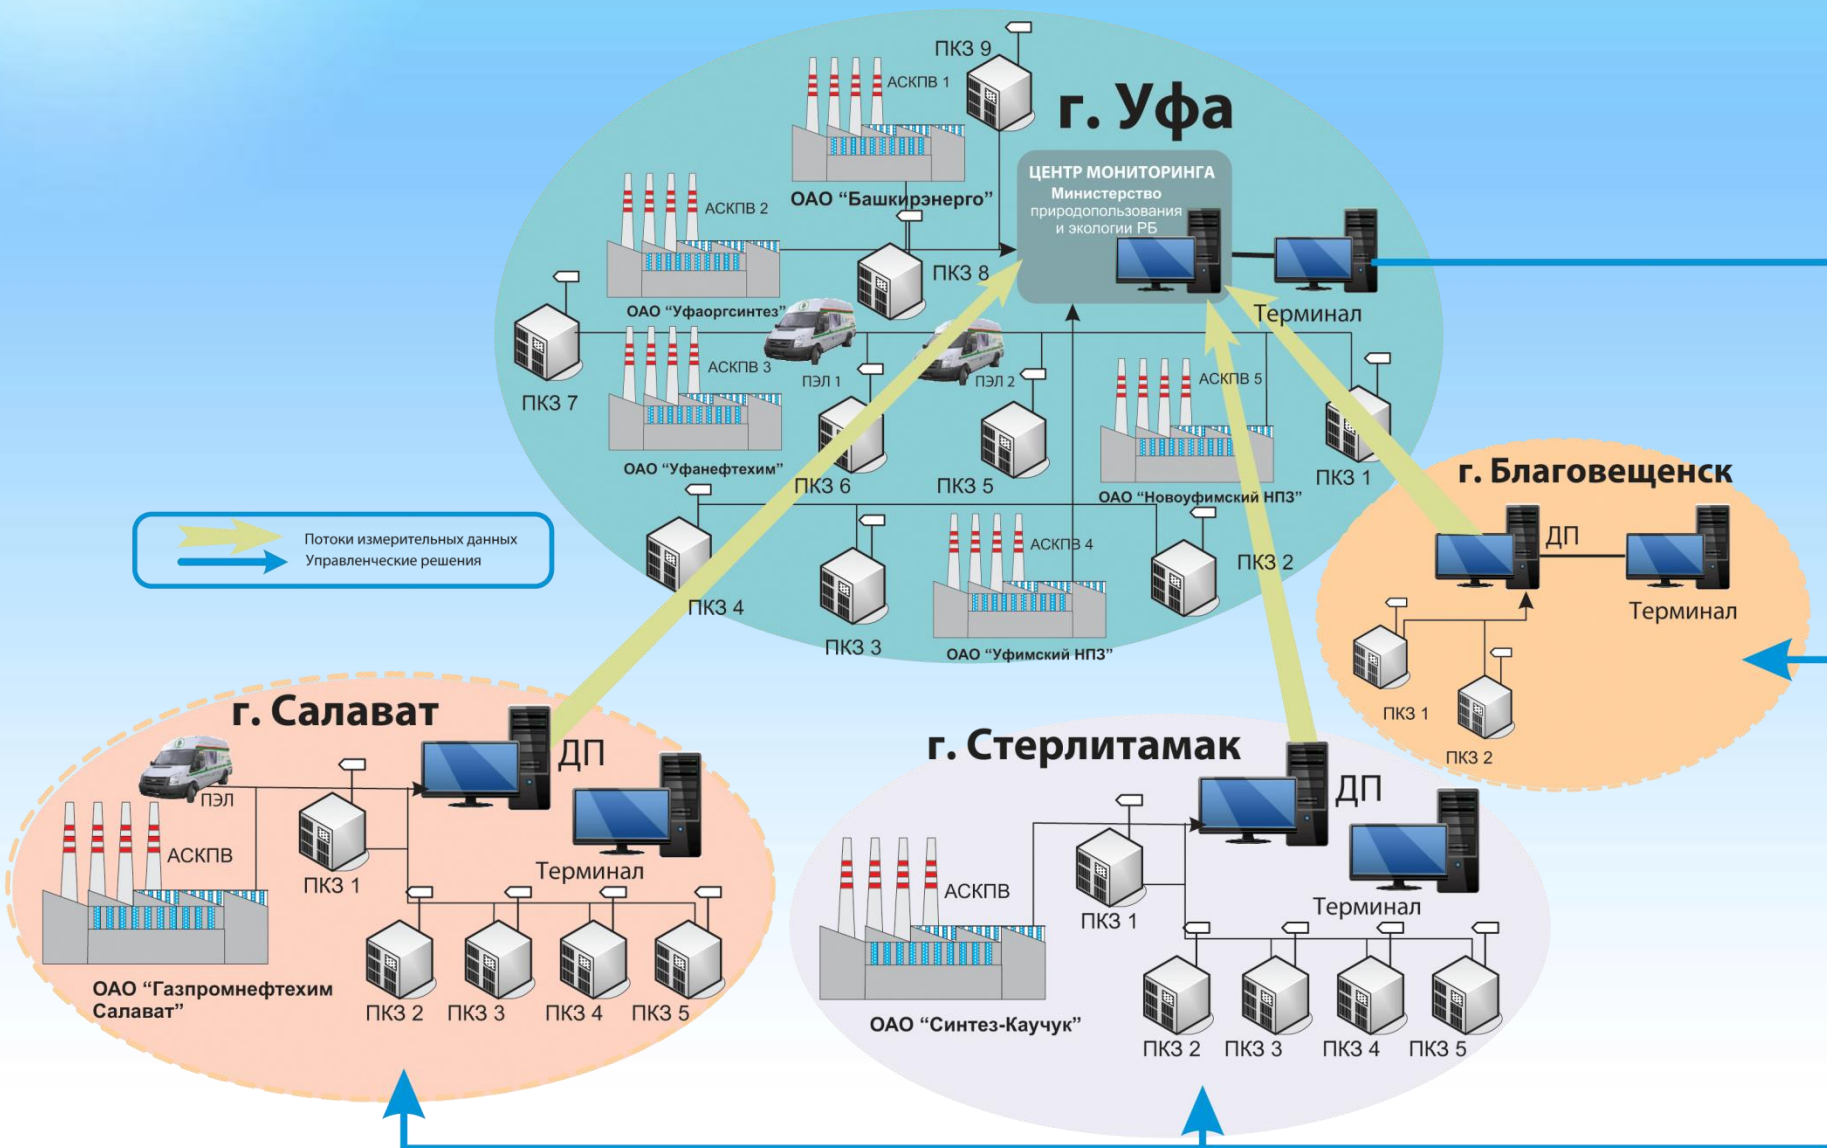 ПКЗ 9
АСКПВ 1
г. Уфа
ЦЕНТР МОНИТОРИНГА
Министерство
природопользования
и экологии РБ
ОАО “Башкирэнерго”
АСКПВ 2
ПКЗ 8
ОАО “Уфаоргсинтез”
Терминал
АСКПВ 3
ПЭЛ 1
ПЭЛ 2
АСКПВ 5
ПКЗ 7
ОАО “Уфанефтехим”
ПКЗ 6
ПКЗ 5
ОАО “Новоуфимский НПЗ”
ПКЗ 1
г. Благовещенск
ДП
Терминал
ПКЗ 1
ПКЗ 2
Потоки измерительных данных
Управленческие решения
АСКПВ 4
ПКЗ 2
ПКЗ 4
ПКЗ 3
ОАО “Уфимский НПЗ”
г. Салават
ДП
ПЭЛ
АСКПВ
ПКЗ 1
Терминал
ОАО “Газпромнефтехим
Салават”
ПКЗ 2
ПКЗ 3
ПКЗ 4
ПКЗ 5
г. Стерлитамак
ДП
АСКПВ
ПКЗ 1
Терминал
ОАО “Синтез-Каучук”
ПКЗ 2
ПКЗ 3
ПКЗ 4
ПКЗ 5